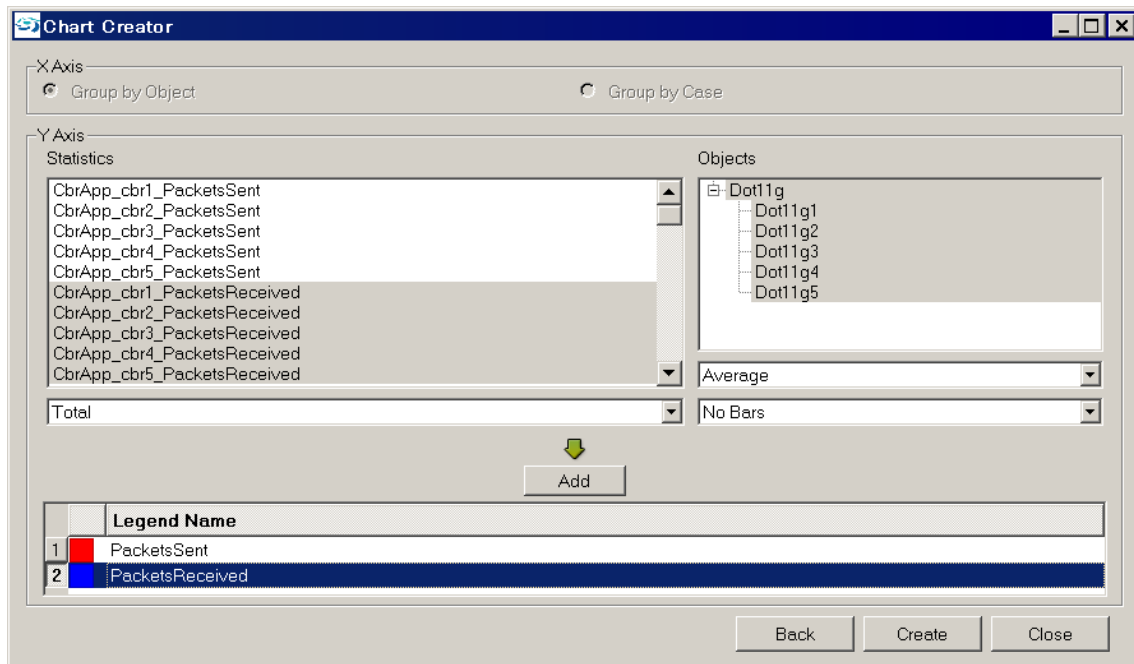 Chart Creator
X Axis
Group by Object
Group by Case
Y Axis
Statistics
Objects
CbrApp_cbr1_PacketsSent
CbrApp_cbr2_PacketsSent
CbrApp_cbr3_PacketsSent
CbrApp_cbr4_PacketsSent
CbrApp_cbr5_PacketsSent
CbrApp_cbr1_PacketsReceived
CbrApp_cbr2_PacketsReceived
CbrApp_cbr3_PacketsReceived
CbrApp_cbr4_PacketsReceived
CbrApp_cbr5_PacketsReceived
Dot11g
Dot11g1
Dot11g2
Dot11g3
Dot11g4
Dot11g5
Average
Total
No Bars
Add
Legend Name
1 PacketsSent
2 PacketsReceived
Back
Create
Close